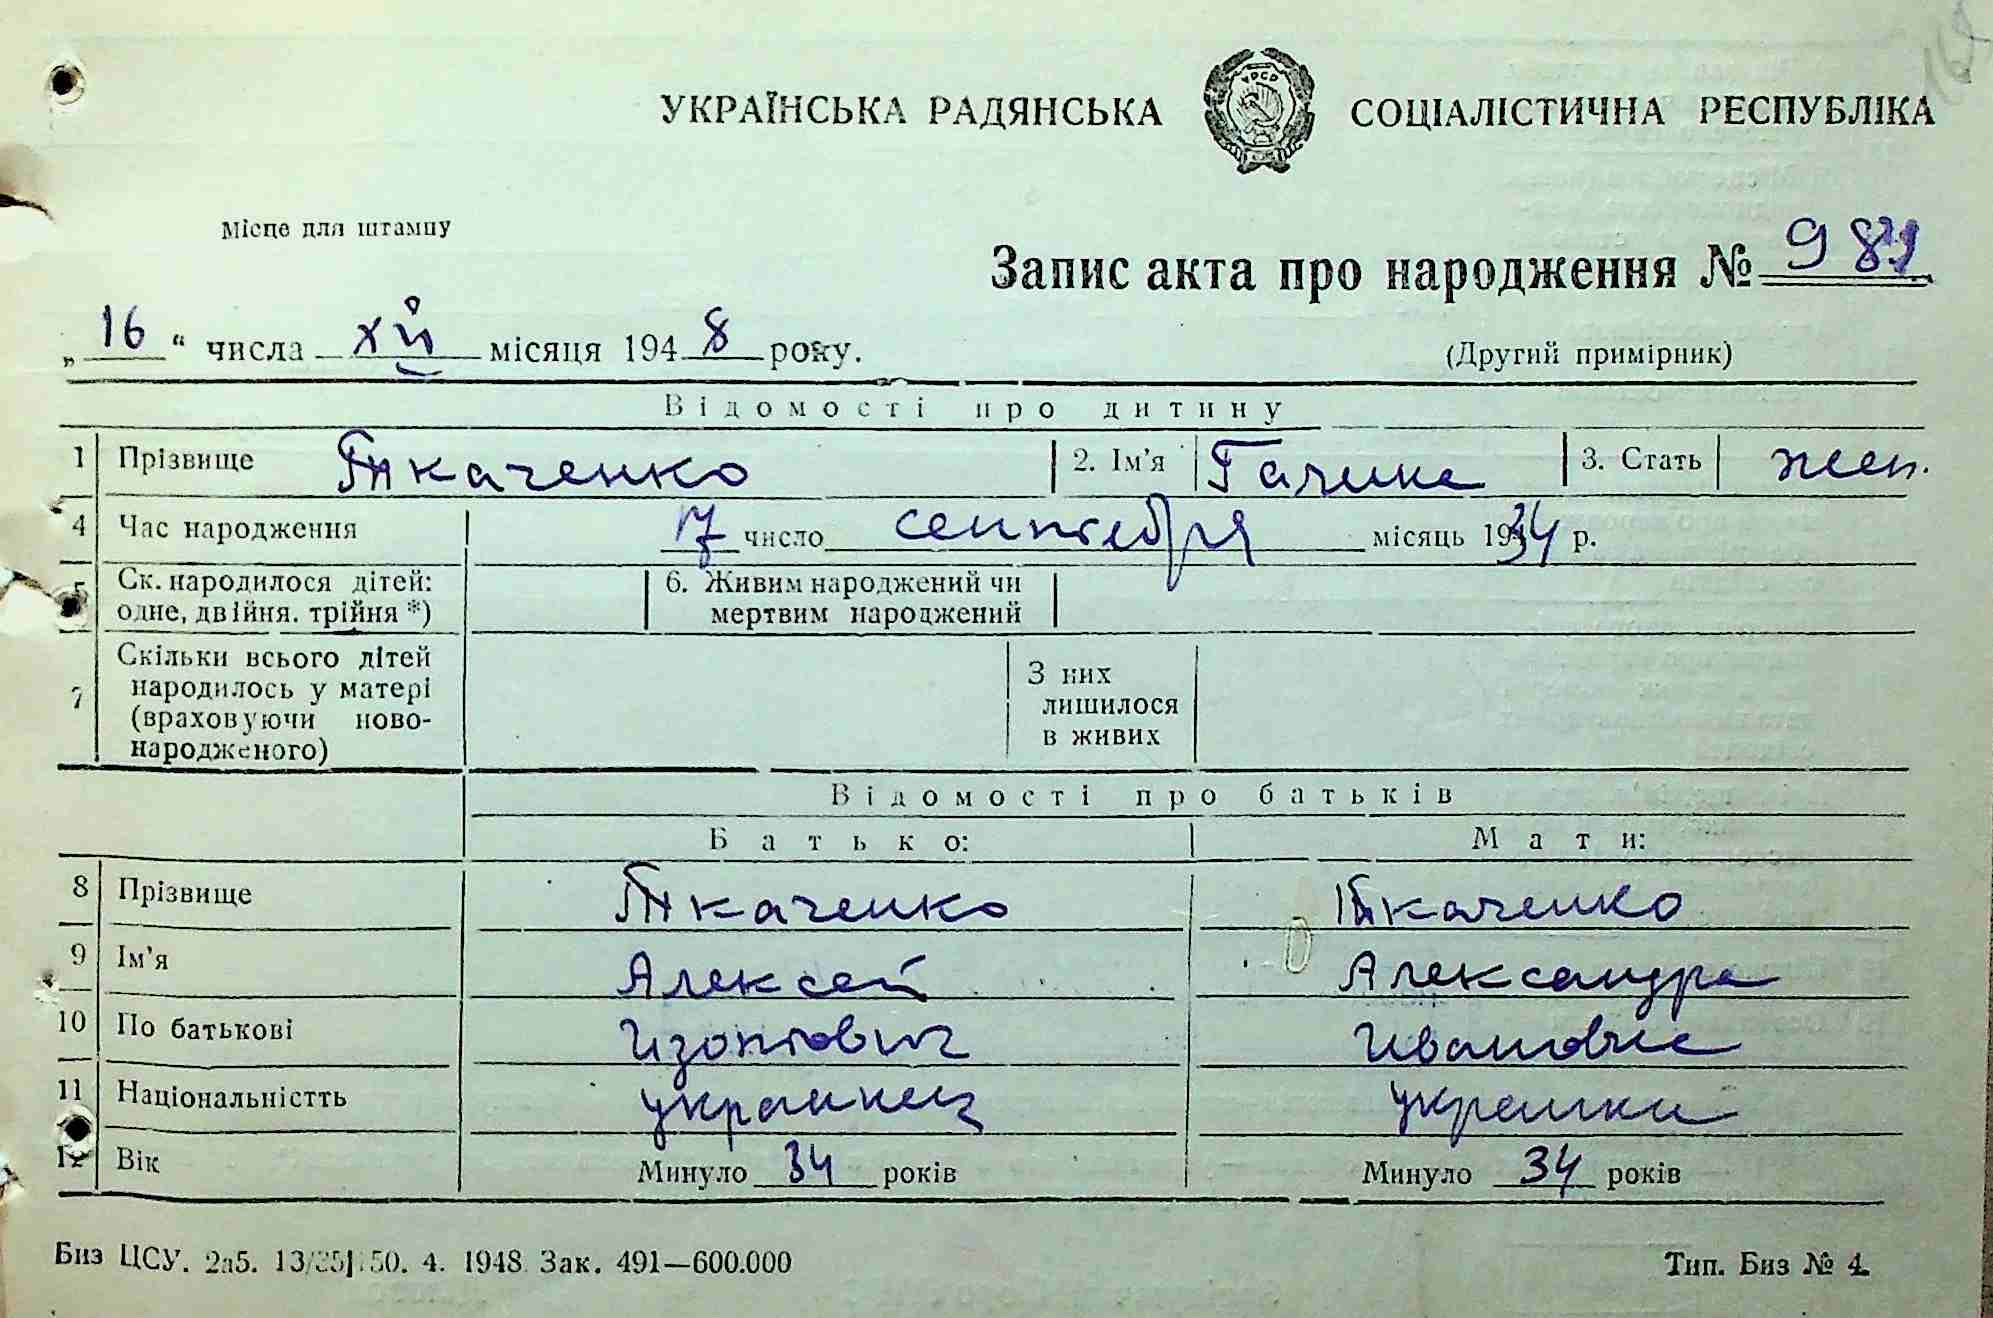 УКРАЇНСЬКА РАДЯНСЬКА СОЦІАЛІСТИЧНА РЕСПУБЛІКА
УРСР
Місце для штампу
Запис акта про народження № 981
„16“ числа XII місяця 1948 року.
(Другий примірник)
Відомості про дитину
1 Прізвище Ткаченко 2. Ім’я Галина 3. Стать жен.
4 Час народження 17 число сентября місяць 1934 р.
5 Ск. народилося дітей: одне, двійня. трійня *) 6. Живим народжений чи мертвим народжений
7 Скільки всього дітей народилось у матері (враховуючи новонародженого) З них лишилося в живих
Відомості про батьків
Батько: Мати:
8 Прізвище Ткаченко Ткаченко
9 Ім’я Алексей Александра
10 По батькові Изотович Ивановна
11 Національністть украинец украинка
12 Вік Минуло 34 років Минуло 34 років
Биз ЦСУ. 2а5. 50. 4. 1948 Зак. 491—600.000 Тип. Биз № 4.